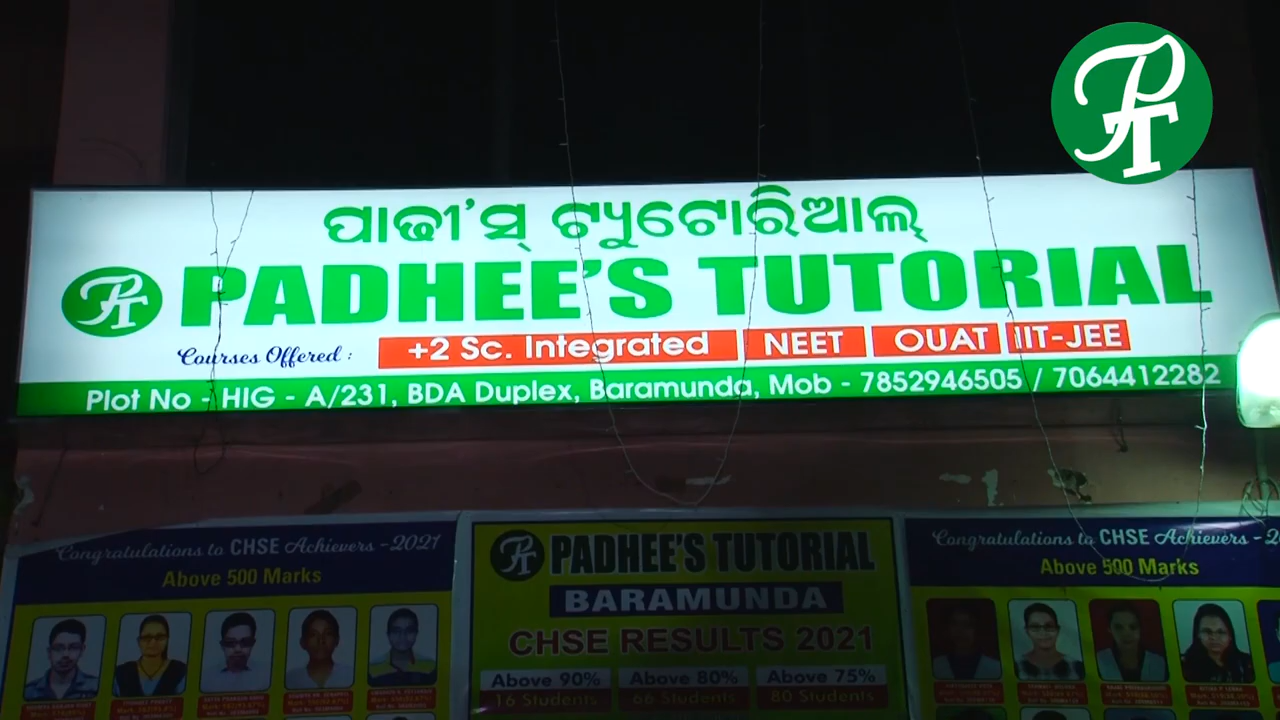 PT
ପାଢୀ'ସ୍ ଟ୍ୟୁଟୋରିଆଲ୍
PT PADHEE'S TUTORIAL
Courses Offered : +2 Sc. Integrated NEET OUAT IIT-JEE
Plot No - HIG - A/231, BDA Duplex, Baramunda, Mob - 7852946505 / 7064412282
Congratulations to CHSE Achievers - 2021
Above 500 Marks
PT PADHEE'S TUTORIAL
BARAMUNDA
CHSE RESULTS 2021
Above 90% Above 80% Above 75%
16 Students 66 Students 80 Students
Congratulations to CHSE Achievers
Above 500 Marks